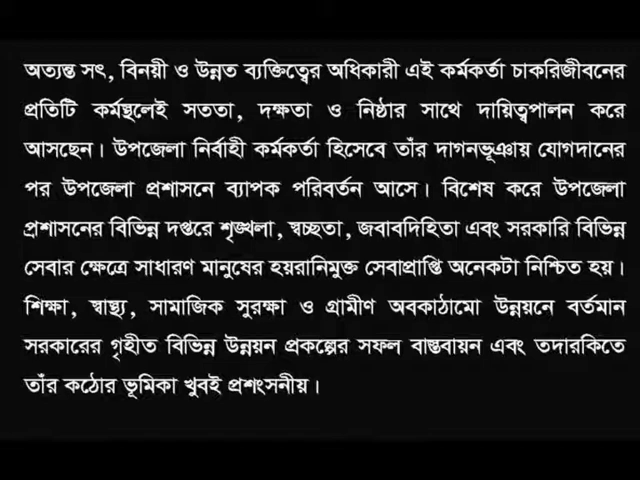 অত্যন্ত সৎ, বিনয়ী ও উন্নত ব্যক্তিত্বের অধিকারী এই কর্মকর্তা চাকরিজীবনের
প্রতিটি কর্মস্থলেই সততা, দক্ষতা ও নিষ্ঠার সাথে দায়িত্বপালন করে
আসছেন। উপজেলা নির্বাহী কর্মকর্তা হিসেবে তাঁর দাগনভূঞায় যোগদানের
পর উপজেলা প্রশাসনে ব্যাপক পরিবর্তন আসে। বিশেষ করে উপজেলা
প্রশাসনের বিভিন্ন দপ্তরে শৃঙ্খলা, স্বচ্ছতা, জবাবদিহিতা এবং সরকারি বিভিন্ন
সেবার ক্ষেত্রে সাধারণ মানুষের হয়রানিমুক্ত সেবাপ্রাপ্তি অনেকটা নিশ্চিত হয়।
শিক্ষা, স্বাস্থ্য, সামাজিক সুরক্ষা ও গ্রামীণ অবকাঠামো উন্নয়নে বর্তমান
সরকারের গৃহীত বিভিন্ন উন্নয়ন প্রকল্পের সফল বাস্তবায়ন এবং তদারকিতে
তাঁর কঠোর ভূমিকা খুবই প্রশংসনীয়।